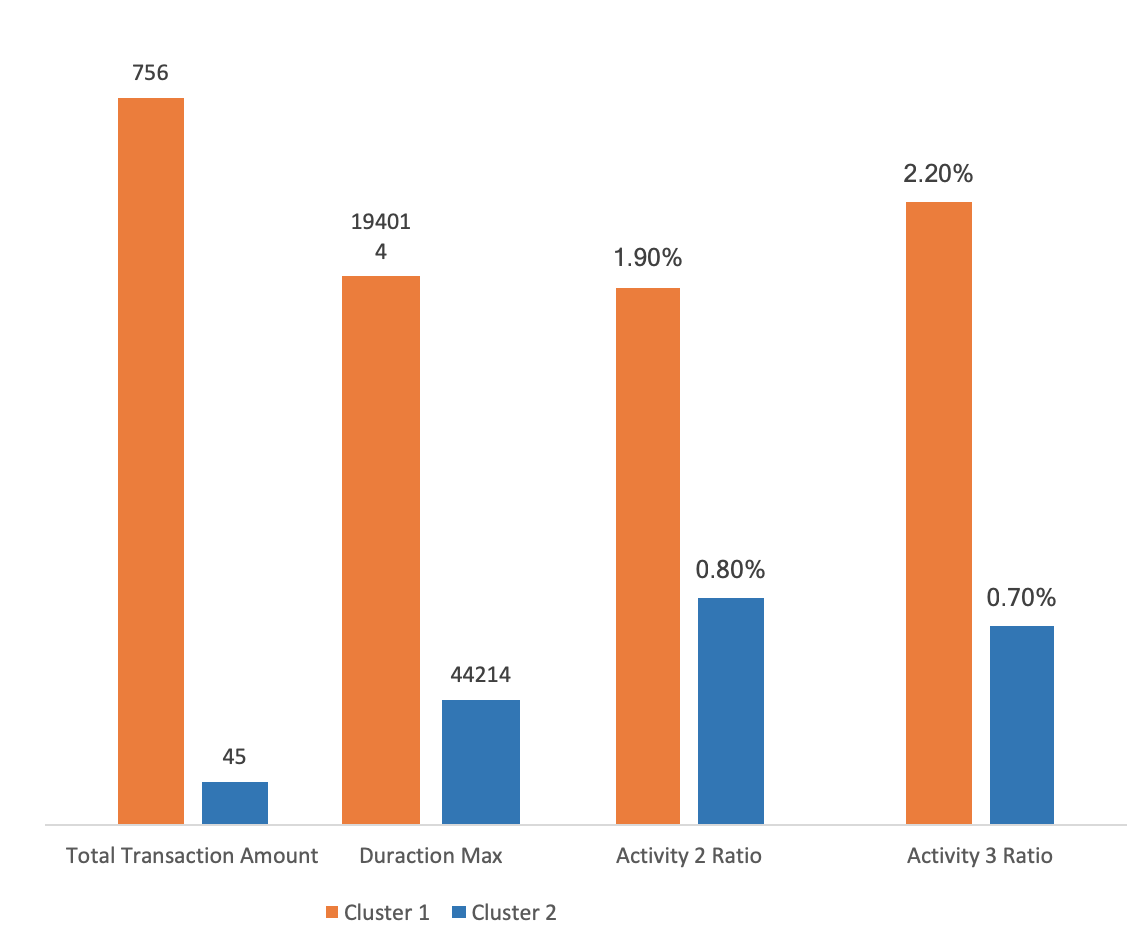 756
19401
4
1.90%
2.20%
45
44214
0.80%
0.70%
Total Transaction Amount
Duraction Max
Activity 2 Ratio
Activity 3 Ratio
Cluster 1
Cluster 2